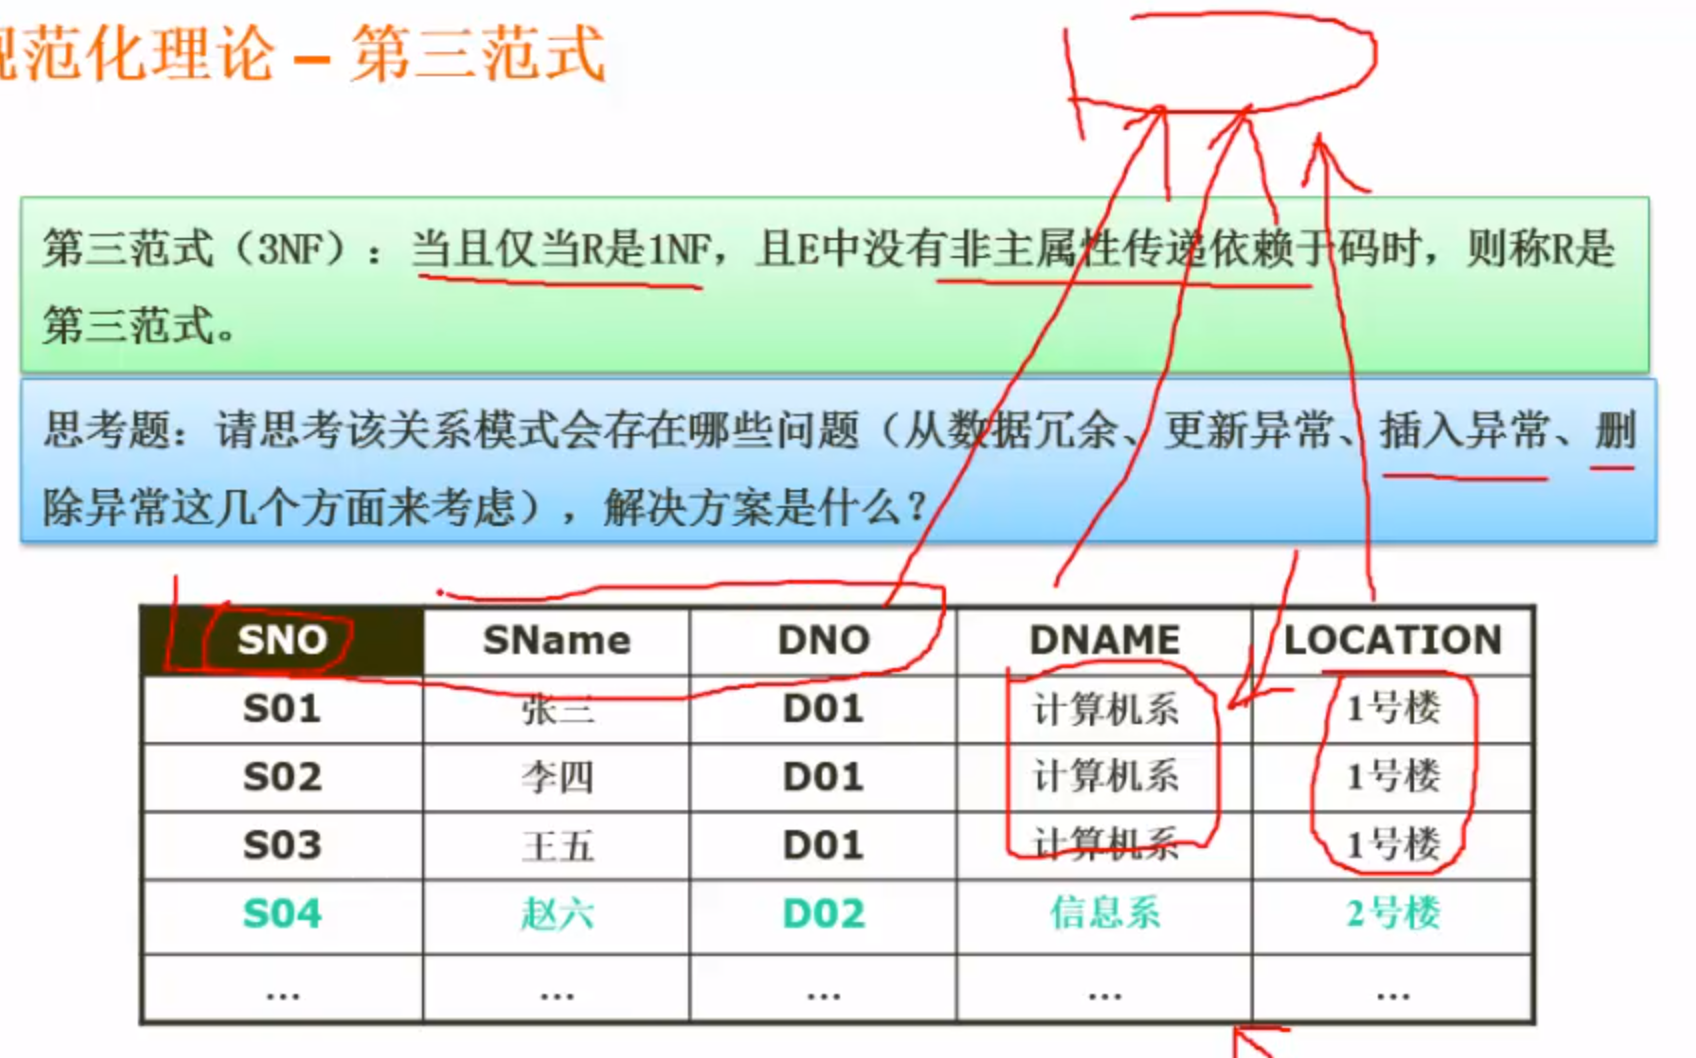 范化理论 – 第三范式
第三范式（3NF）：当且仅当R是1NF，且E中没有非主属性传递依赖于码时，则称R是
第三范式。
思考题：请思考该关系模式会存在哪些问题（从数据冗余、更新异常、插入异常、删
除异常这几个方面来考虑），解决方案是什么？
SNO SName DNO DNAME LOCATION
S01 张三 D01 计算机系 1号楼
S02 李四 D01 计算机系 1号楼
S03 王五 D01 计算机系 1号楼
S04 赵六 D02 信息系 2号楼
... ... ... ... ...